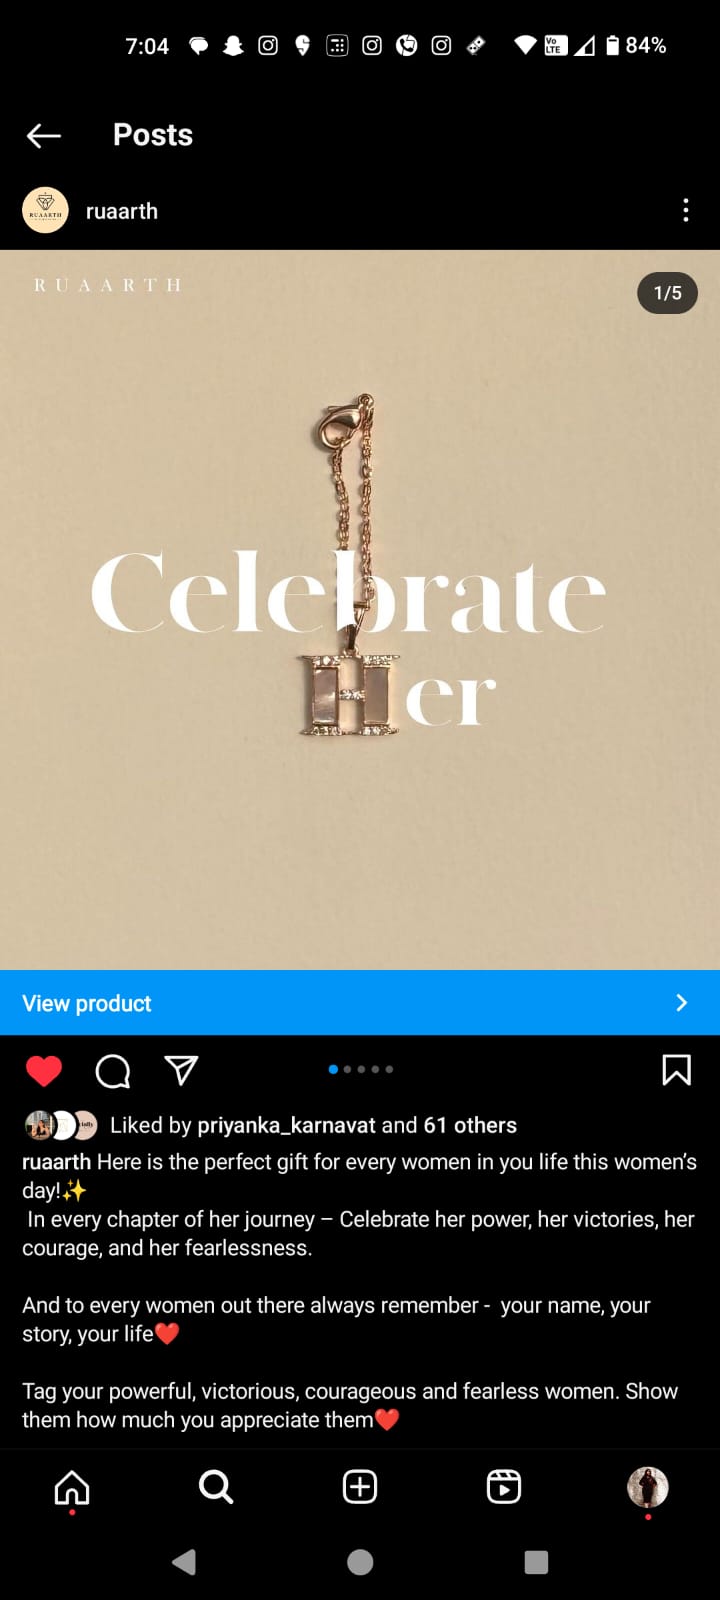 7:04 Vo LTE 84%
Posts
RUAARTH
ruaarth
RUAARTH
1/5
Celebrate
Her
View product
Liked by priyanka_karnavat and 61 others
ruaarth Here is the perfect gift for every women in you life this women’s
day!✨
In every chapter of her journey – Celebrate her power, her victories, her
courage, and her fearlessness.
And to every women out there always remember - your name, your
story, your life❤️
Tag your powerful, victorious, courageous and fearless women. Show
them how much you appreciate them❤️